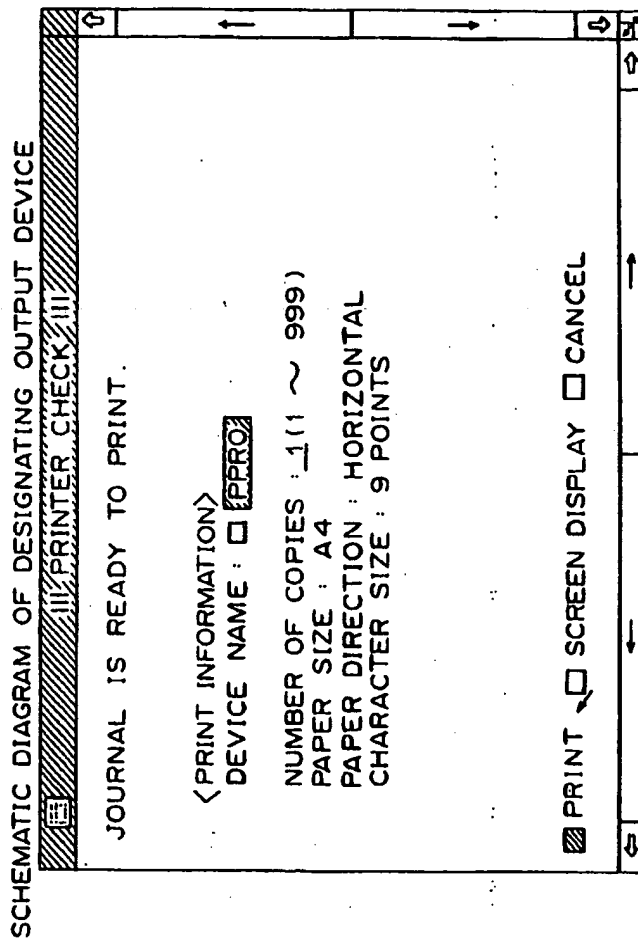 SCHEMATIC DIAGRAM OF DESIGNATING OUTPUT DEVICE
PRINTER CHECK
JOURNAL IS READY TO PRINT.
<PRINT INFORMATION>
DEVICE NAME : □ PPRO
NUMBER OF COPIES : 1 (1 ~ 999)
PAPER SIZE : A4
PAPER DIRECTION : HORIZONTAL
CHARACTER SIZE : 9 POINTS
PRINT □ SCREEN DISPLAY □ CANCEL